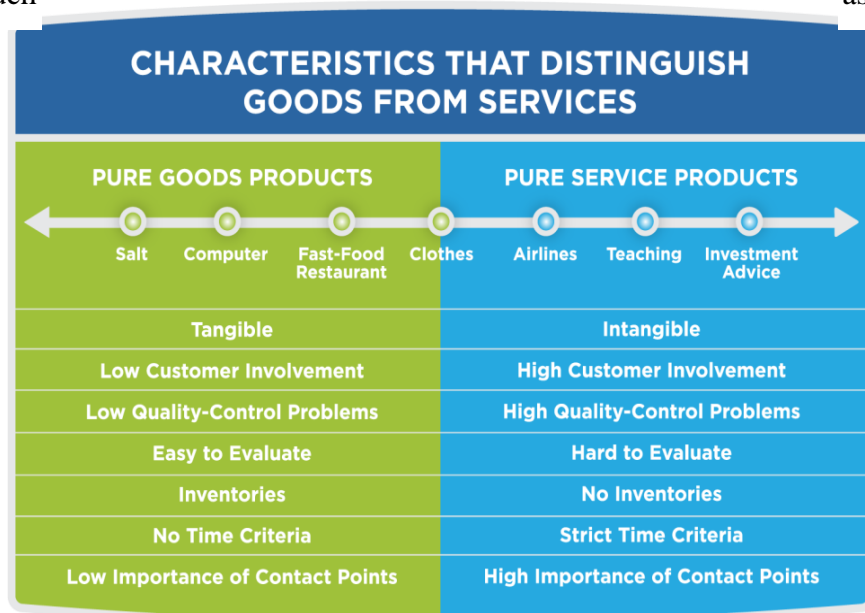 as
CHARACTERISTICS THAT DISTINGUISH
GOODS FROM SERVICES
PURE GOODS PRODUCTS
PURE SERVICE PRODUCTS
Salt
Computer
Fast-Food
Restaurant
Clothes
Airlines
Teaching
Investment
Advice
Tangible
Intangible
Low Customer Involvement
High Customer Involvement
Low Quality-Control Problems
High Quality-Control Problems
Easy to Evaluate
Hard to Evaluate
Inventories
No Inventories
No Time Criteria
Strict Time Criteria
Low Importance of Contact Points
High Importance of Contact Points